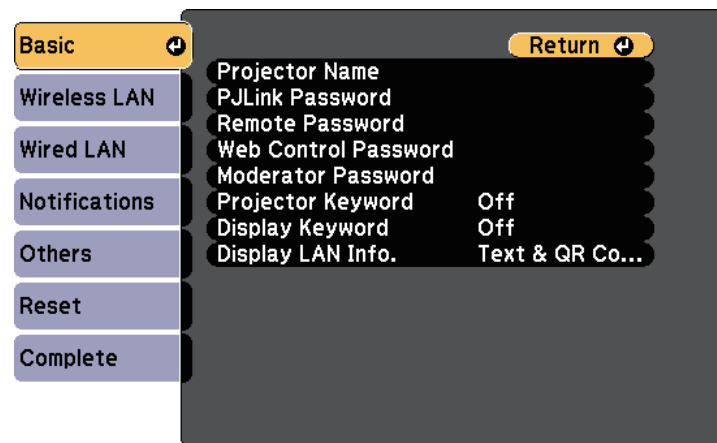 Basic
Return
Projector Name
Wireless LAN
PJLink Password
Remote Password
Wired LAN
Web Control Password
Moderator Password
Notifications
Projector Keyword Off
Display Keyword Off
Others
Display LAN Info. Text & QR Co...
Reset
Complete